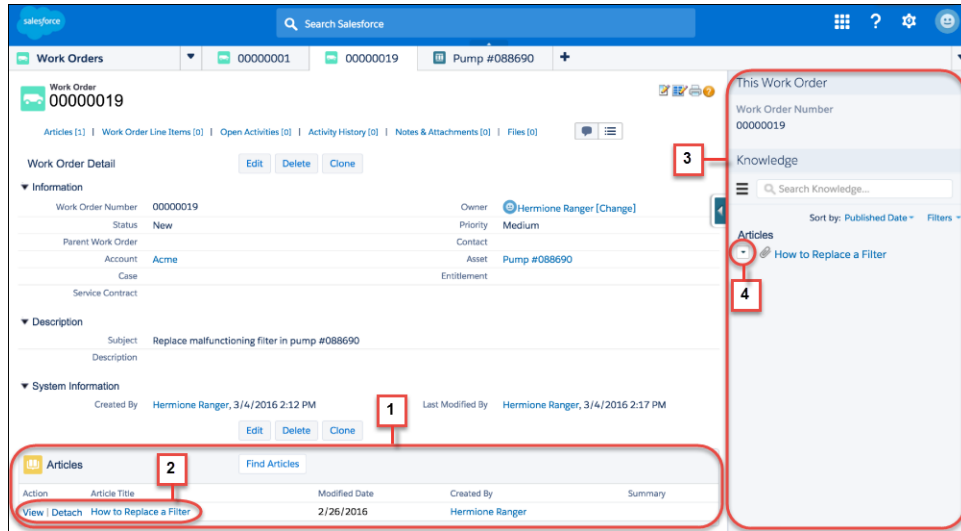 salesforce
Search Salesforce
Work Orders 00000001 00000019 Pump #088690
Work Order
00000019
Articles [1] | Work Order Line Items [0] | Open Activities [0] | Activity History [0] | Notes & Attachments [0] | Files [0]
Work Order Detail Edit Delete Clone
Information
Work Order Number 00000019 Owner Hermione Ranger [Change]
Status New Priority Medium
Parent Work Order Contact
Account Acme Asset Pump #088690
Case Entitlement
Service Contract
Description
Subject Replace malfunctioning filter in pump #088690
Description
System Information
Created By Hermione Ranger, 3/4/2016 2:12 PM Last Modified By Hermione Ranger, 3/4/2016 2:17 PM
1
Edit Delete Clone
Articles Find Articles
2
Action Article Title Modified Date Created By Summary
View | Detach How to Replace a Filter 2/26/2016 Hermione Ranger
This Work Order
Work Order Number
00000019
3
Knowledge
Search Knowledge...
Sort by: Published Date Filters
Articles
How to Replace a Filter
4